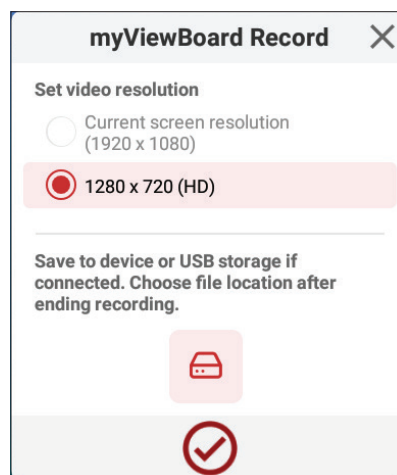 myViewBoard Record
Set video resolution
Current screen resolution
(1920 x 1080)
1280 x 720 (HD)
Save to device or USB storage if
connected. Choose file location after
ending recording.